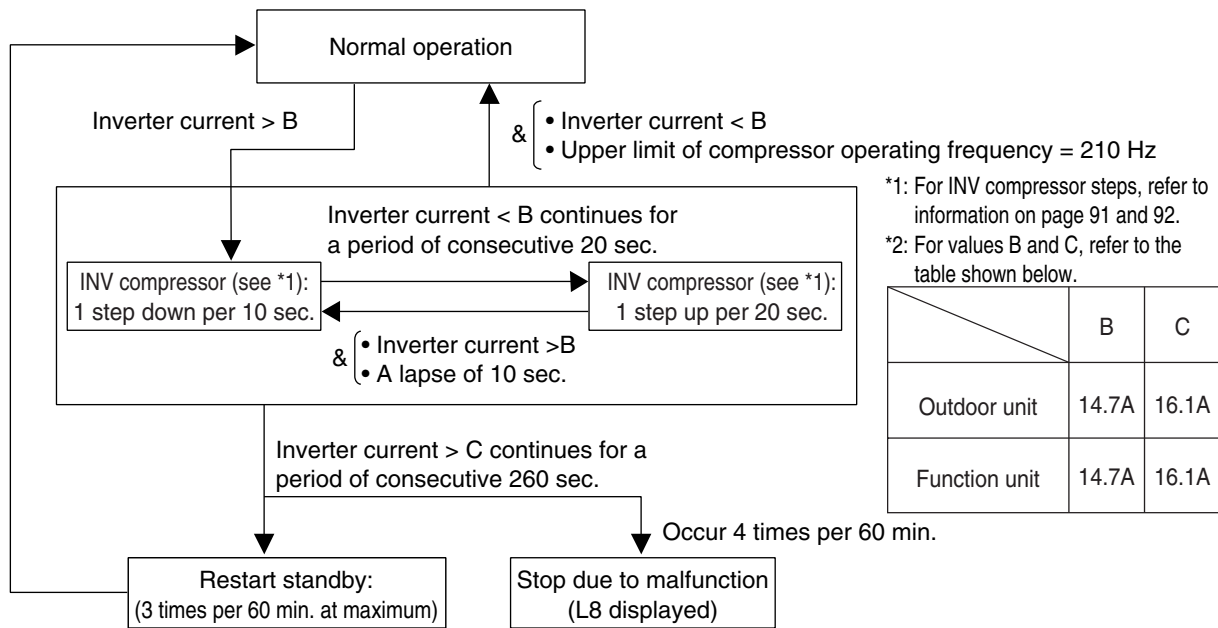 Normal operation
Inverter current > B
& • Inverter current < B
• Upper limit of compressor operating frequency = 210 Hz
*1: For INV compressor steps, refer to
information on page 91 and 92.
*2: For values B and C, refer to the
table shown below.
Inverter current < B continues for
a period of consecutive 20 sec.
INV compressor (see *1):
1 step down per 10 sec.
INV compressor (see *1):
1 step up per 20 sec.
& • Inverter current >B
• A lapse of 10 sec.
B C
Outdoor unit 14.7A 16.1A
Function unit 14.7A 16.1A
Inverter current > C continues for a
period of consecutive 260 sec.
Occur 4 times per 60 min.
Restart standby:
(3 times per 60 min. at maximum)
Stop due to malfunction
(L8 displayed)